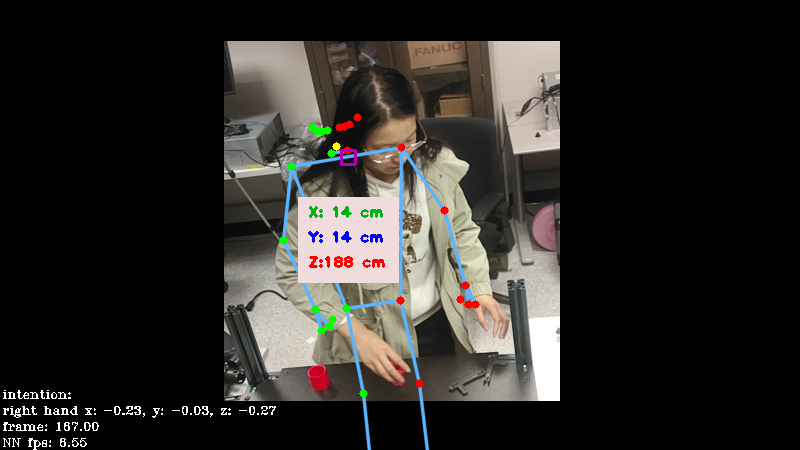 FANUC
X: 14 cm
Y: 14 cm
Z:188 cm
intention:
right hand x: -0.23, y: -0.03, z: -0.27
frame: 167.00
NN fps: 6.55